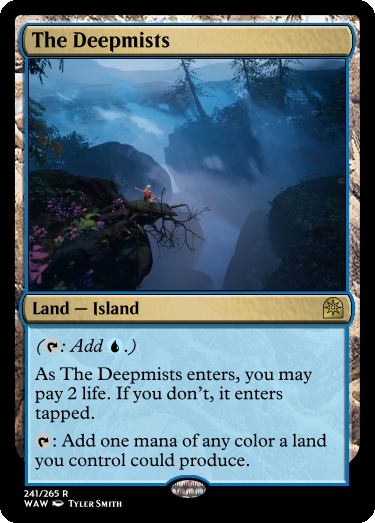 The Deepmists
Land — Island
(: Add .)
As The Deepmists enters, you may
pay 2 life. If you don't, it enters
tapped.
: Add one mana of any color a land
you control could produce.
241/265 R
WAW Tyler Smith